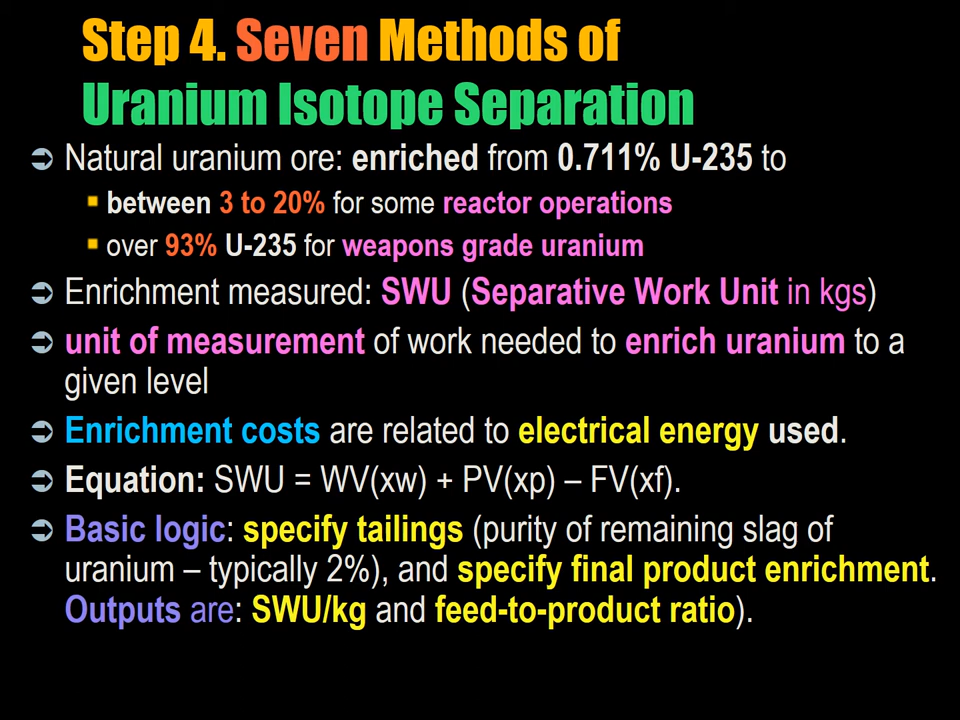 Step 4. Seven Methods of
Uranium Isotope Separation
Natural uranium ore: enriched from 0.711% U-235 to
between 3 to 20% for some reactor operations
over 93% U-235 for weapons grade uranium
Enrichment measured: SWU (Separative Work Unit in kgs)
unit of measurement of work needed to enrich uranium to a
given level
Enrichment costs are related to electrical energy used.
Equation: SWU = WV(xw) + PV(xp) – FV(xf).
Basic logic: specify tailings (purity of remaining slag of
uranium – typically 2%), and specify final product enrichment.
Outputs are: SWU/kg and feed-to-product ratio).